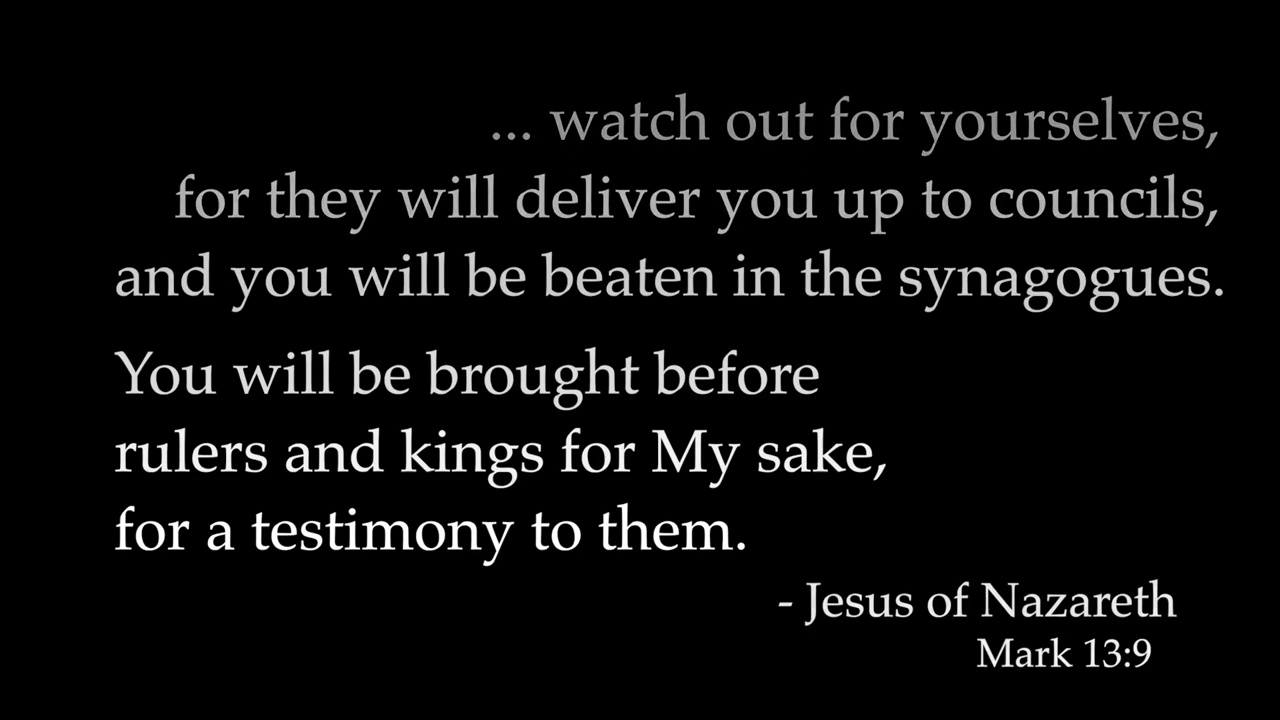 ... watch out for yourselves,
for they will deliver you up to councils,
and you will be beaten in the synagogues.
You will be brought before
rulers and kings for My sake,
for a testimony to them.
- Jesus of Nazareth
Mark 13:9